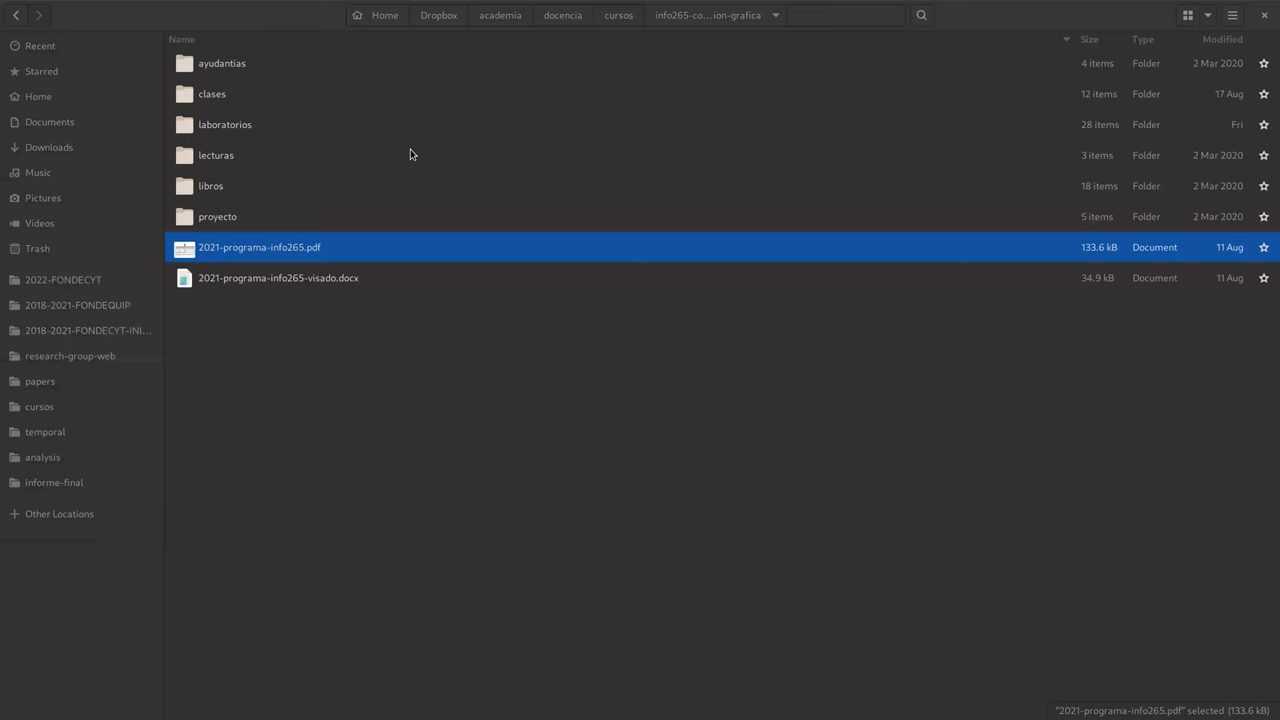 Home Dropbox academia docencia cursos info265-co...ion-grafica
Name Size Type Modified
Recent
Starred
Home
Documents
Downloads
Music
Pictures
Videos
Trash
2022-FONDECYT
2018-2021-FONDEQUIP
2018-2021-FONDECYT-INI...
research-group-web
papers
cursos
temporal
analysis
informe-final
Other Locations
ayudantias 4 items Folder 2 Mar 2020
clases 12 items Folder 17 Aug
laboratorios 28 items Folder Fri
lecturas 3 items Folder 2 Mar 2020
libros 18 items Folder 2 Mar 2020
proyecto 5 items Folder 2 Mar 2020
2021-programa-info265.pdf 133.6 kB Document 11 Aug
2021-programa-info265-visado.docx 34.9 kB Document 11 Aug
"2021-programa-info265.pdf" selected (133.6 kB)